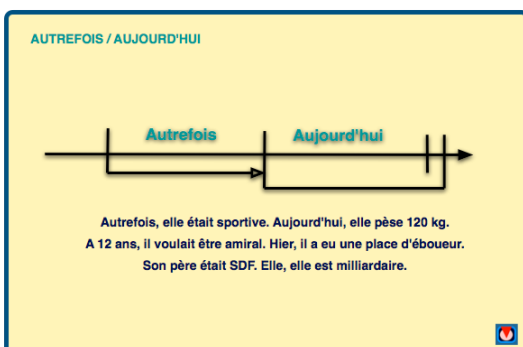 AUTREFOIS / AUJOURD'HUI
Autrefois Aujourd'hui
Autrefois, elle était sportive. Aujourd'hui, elle pèse 120 kg.
A 12 ans, il voulait être amiral. Hier, il a eu une place d'éboueur.
Son père était SDF. Elle, elle est milliardaire.